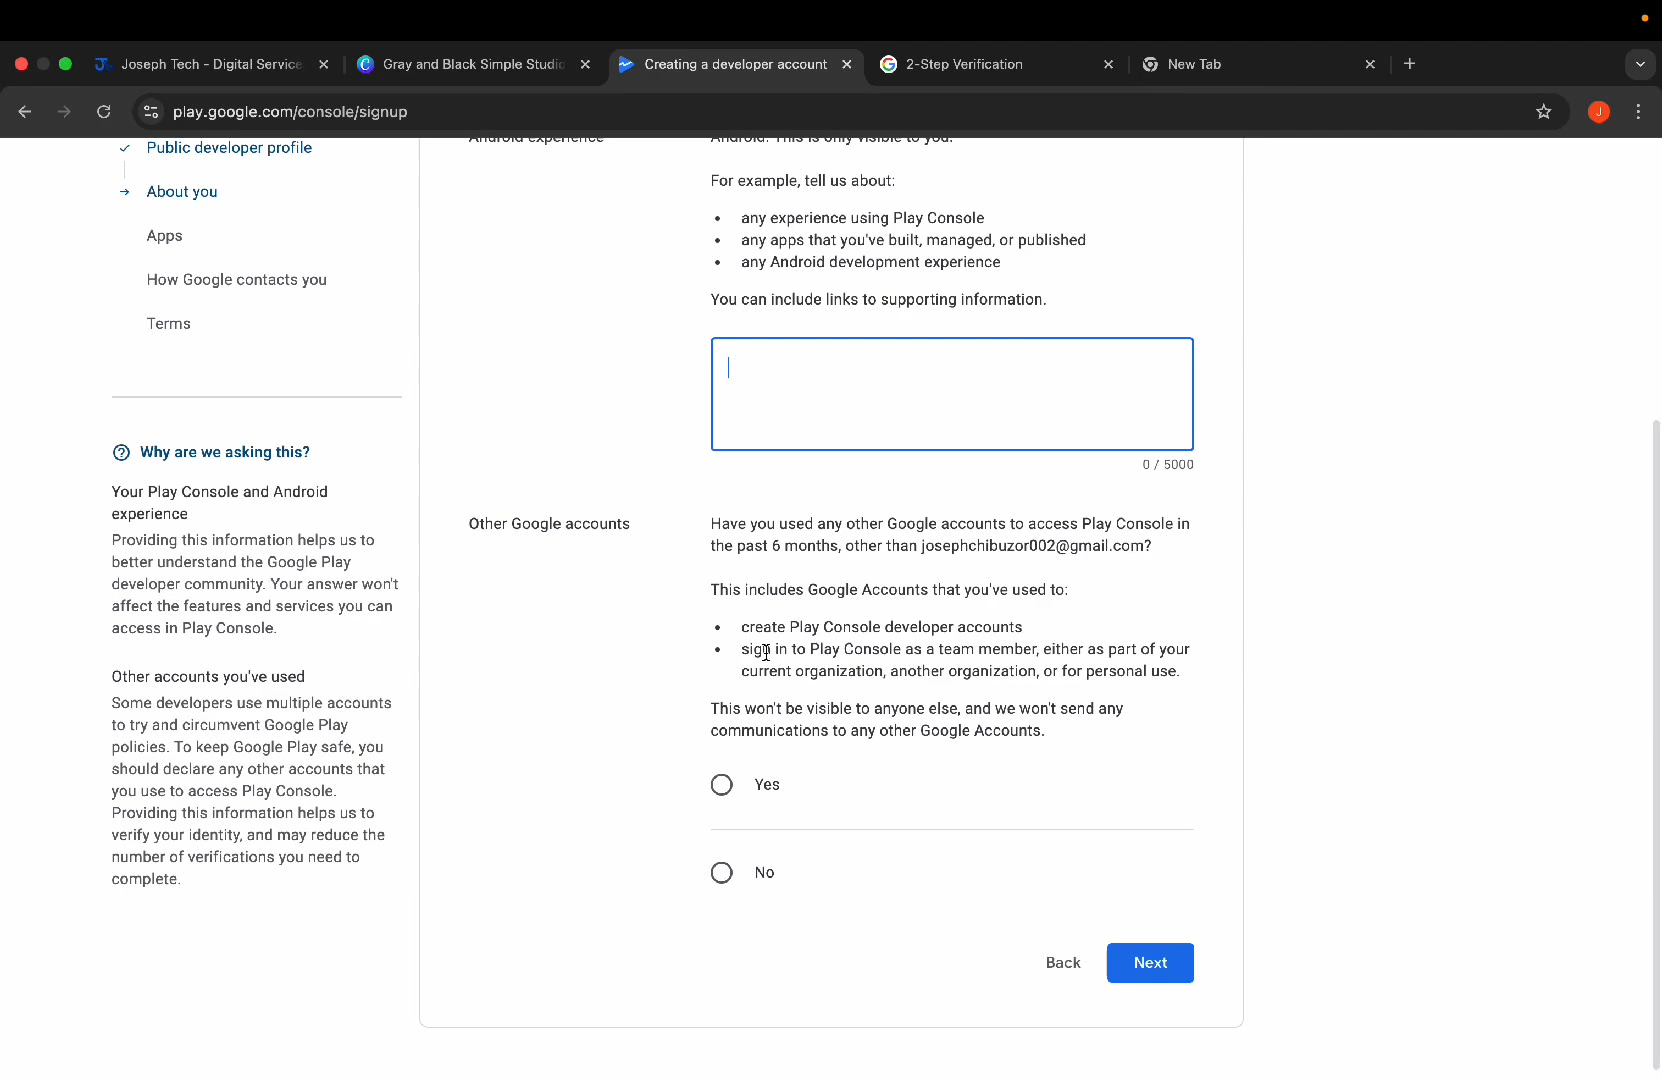 Joseph Tech - Digital Service
Gray and Black Simple Studio
Creating a developer account
2-Step Verification
New Tab
play.google.com/console/signup
J
Public developer profile
About you
Apps
How Google contacts you
Terms
Why are we asking this?
Your Play Console and Android
experience
Providing this information helps us to
better understand the Google Play
developer community. Your answer won't
affect the features and services you can
access in Play Console.
Other accounts you've used
Some developers use multiple accounts
to try and circumvent Google Play
policies. To keep Google Play safe, you
should declare any other accounts that
you use to access Play Console.
Providing this information helps us to
verify your identity, and may reduce the
number of verifications you need to
complete.
Android experience
Android. This is only visible to you.
For example, tell us about:
• any experience using Play Console
• any apps that you've built, managed, or published
• any Android development experience
You can include links to supporting information.
0 / 5000
Other Google accounts
Have you used any other Google accounts to access Play Console in
the past 6 months, other than josephchibuzor002@gmail.com?
This includes Google Accounts that you've used to:
• create Play Console developer accounts
• sign in to Play Console as a team member, either as part of your
current organization, another organization, or for personal use.
This won't be visible to anyone else, and we won't send any
communications to any other Google Accounts.
Yes
No
Back
Next